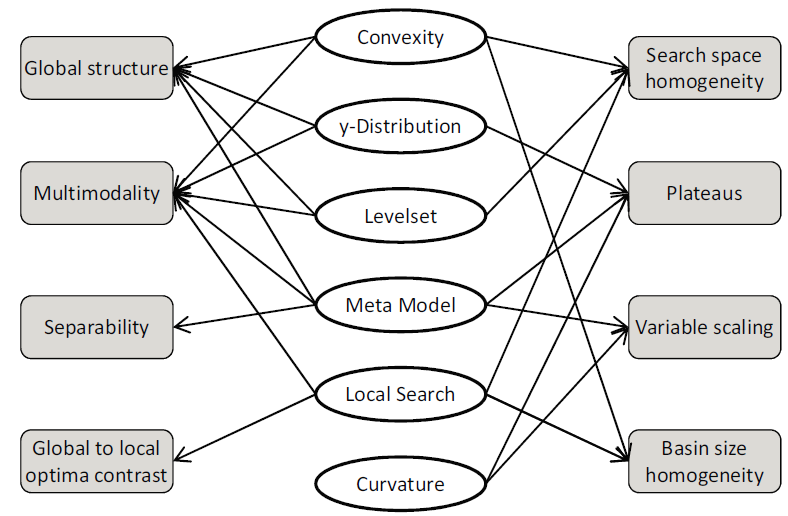 Global structure
Multimodality
Separability
Global to local
optima contrast
Convexity
y-Distribution
Levelset
Meta Model
Local Search
Curvature
Search space
homogeneity
Plateaus
Variable scaling
Basin size
homogeneity